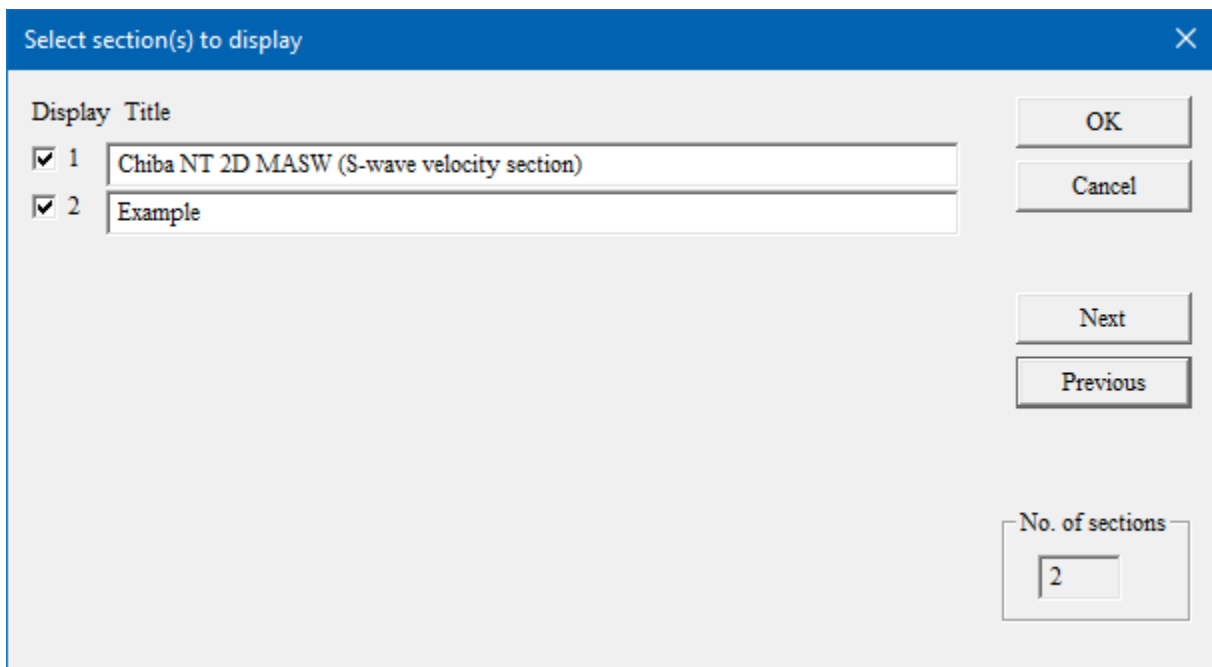 Select section(s) to display
Display Title
OK
1 Chiba NT 2D MASW (S-wave velocity section)
Cancel
2 Example
Next
Previous
No. of sections
2